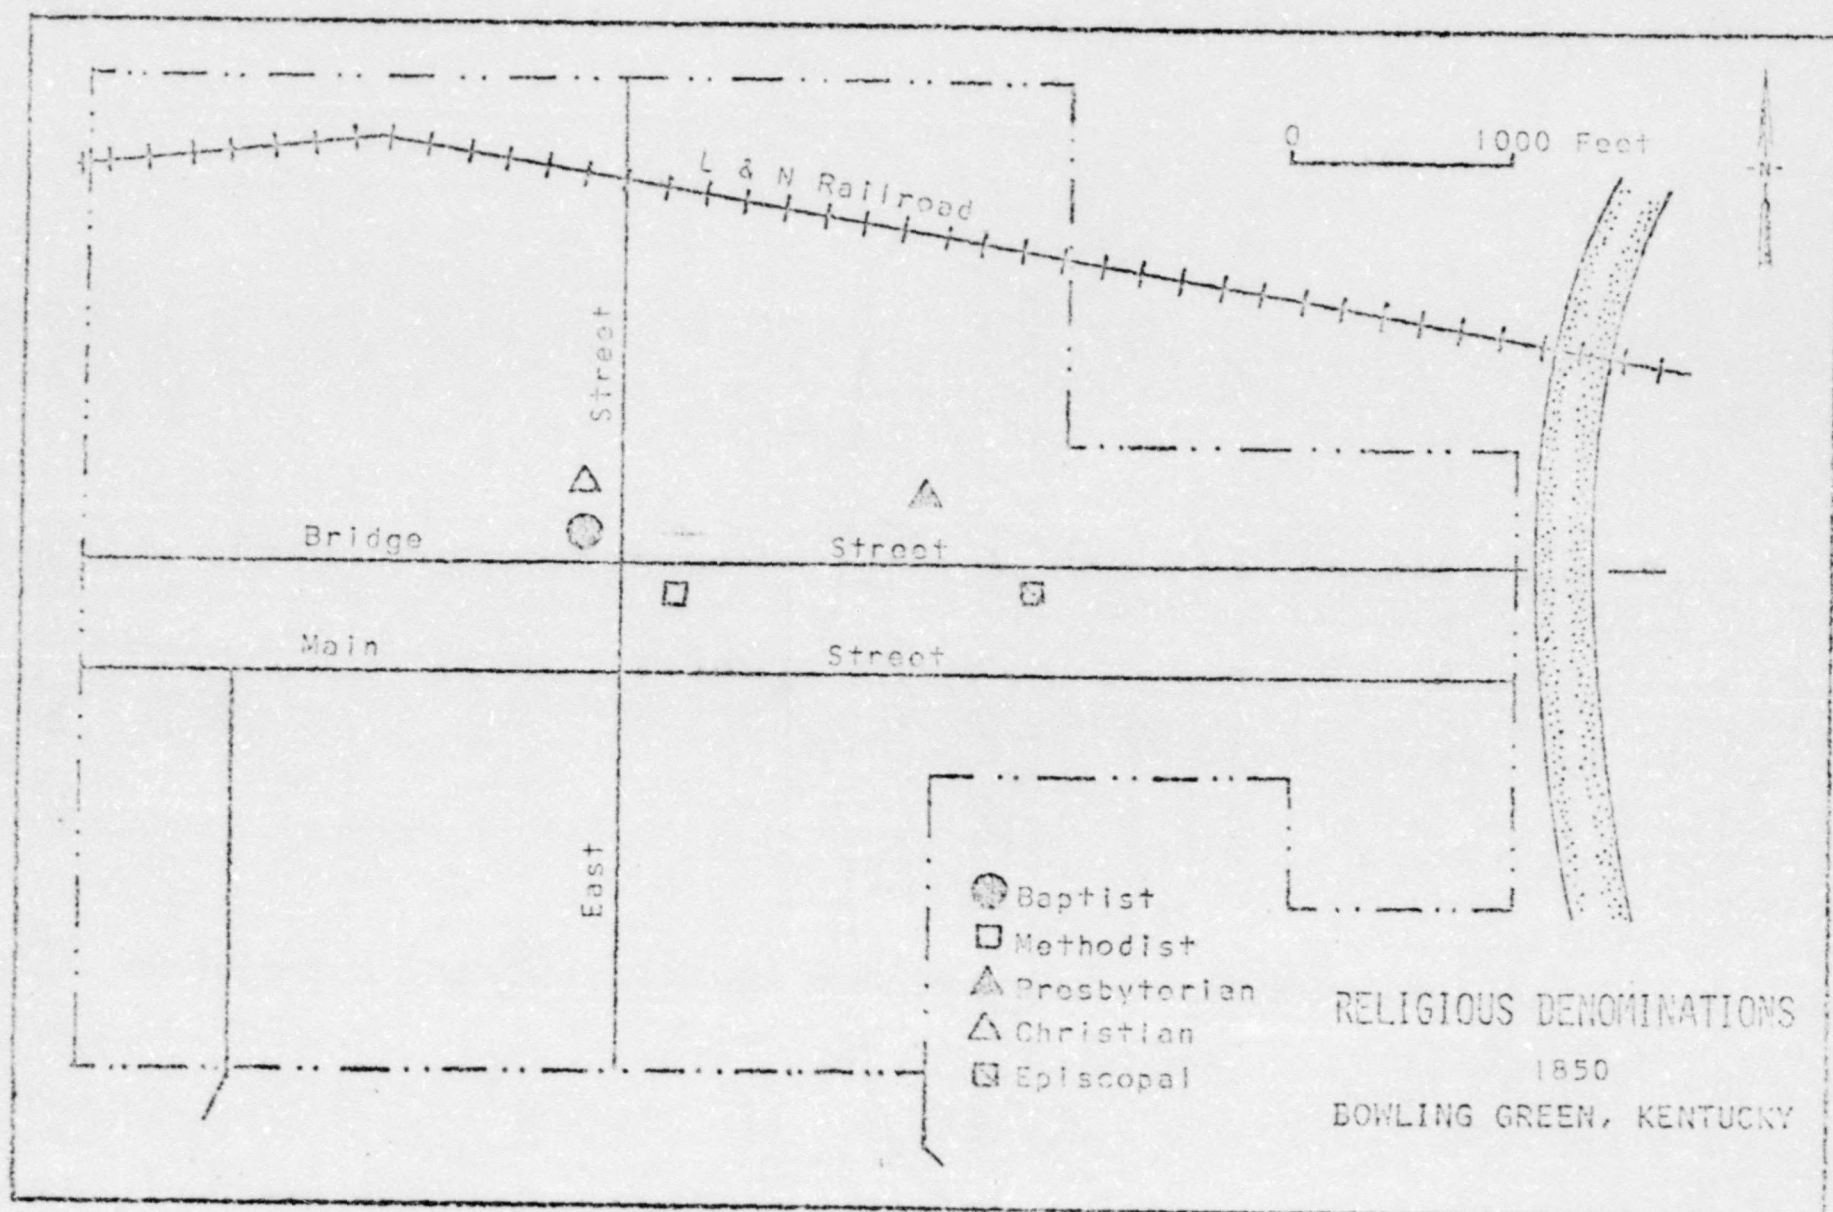 0 1000 Feet
N
L & N Railroad
Street
Bridge Street
Main Street
East
Baptist
Methodist
Presbyterian
Christian
Episcopal
RELIGIOUS DENOMINATIONS
1850
BOWLING GREEN, KENTUCKY